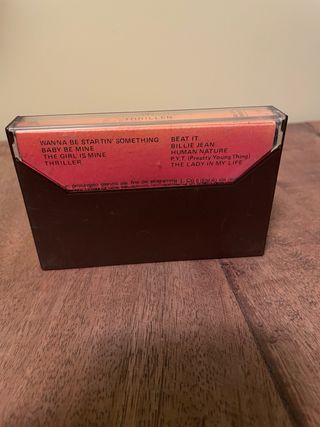 THRILLER
WANNA BE STARTIN' SOMETHING
BABY BE MINE
THE GIRL IS MINE
THRILLER
BEAT IT
BILLIE JEAN
HUMAN NATURE
P.Y.T. (Preatty Young Thing)
THE LADY IN MY LIFE